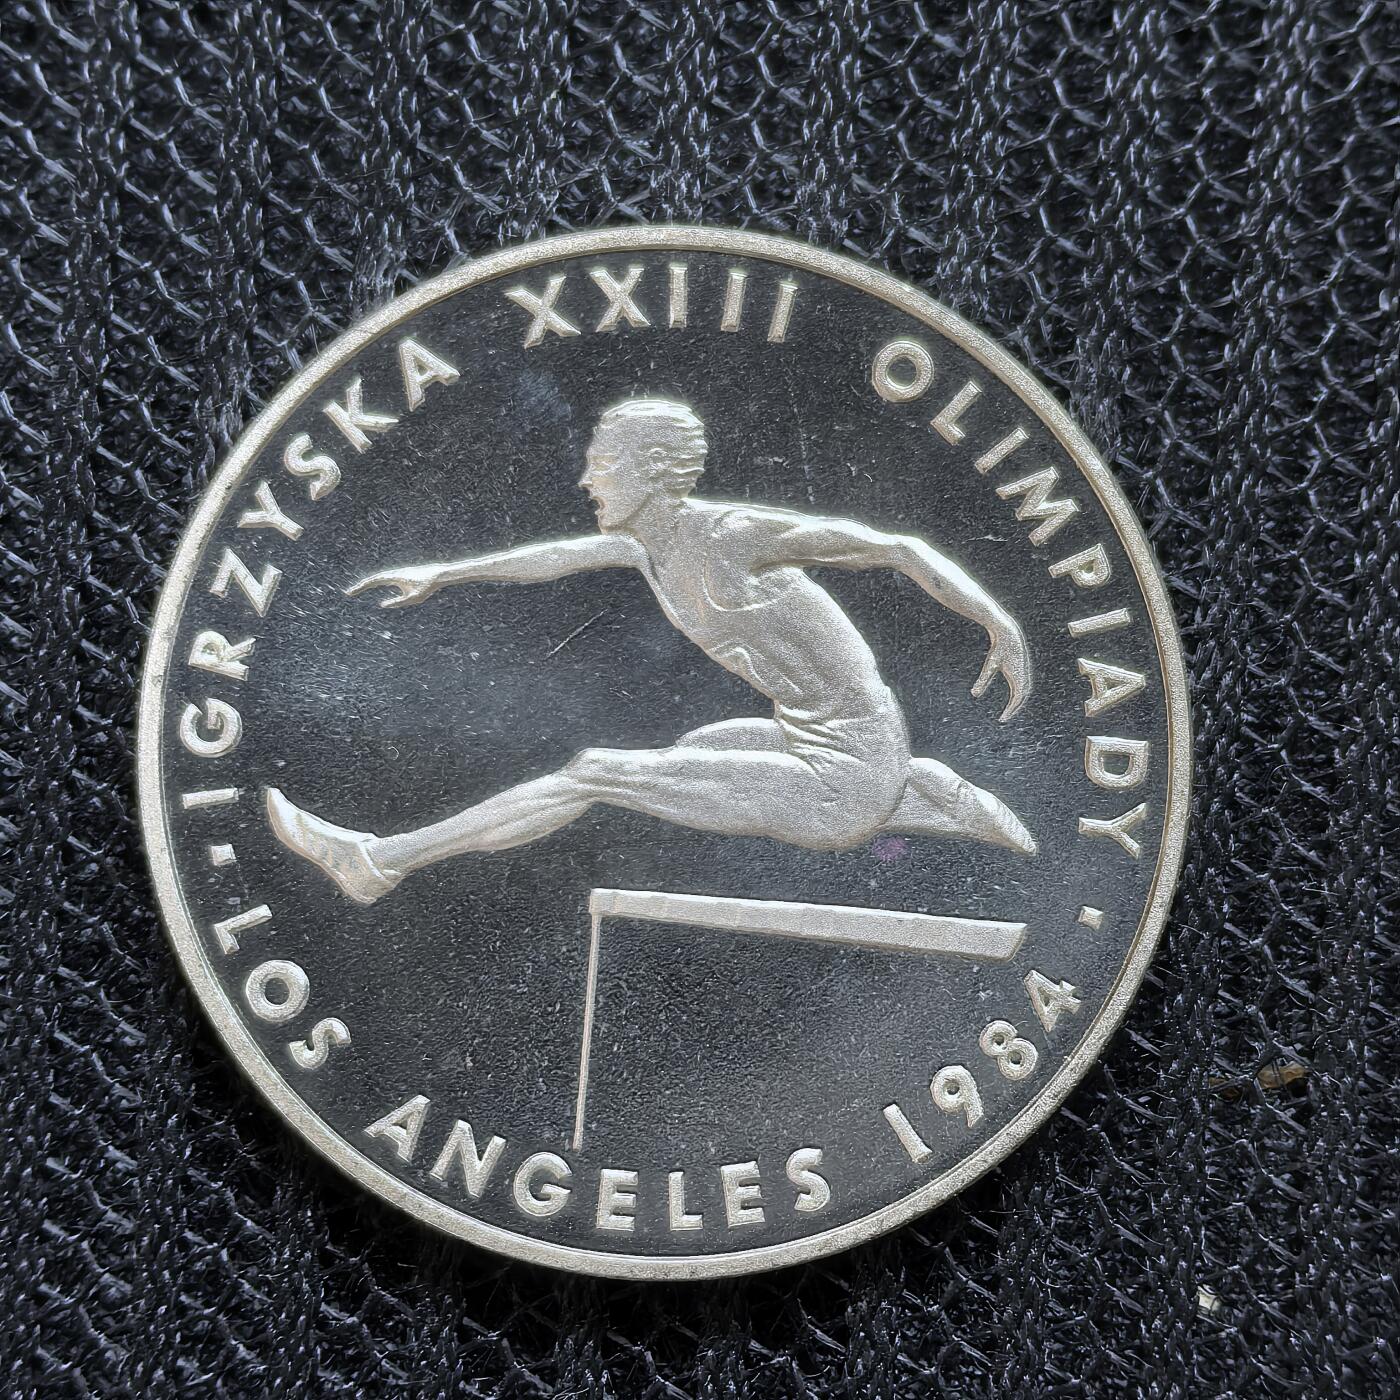 IGRZYSKA XXIII OLIMPIADY
LOS ANGELES 1984